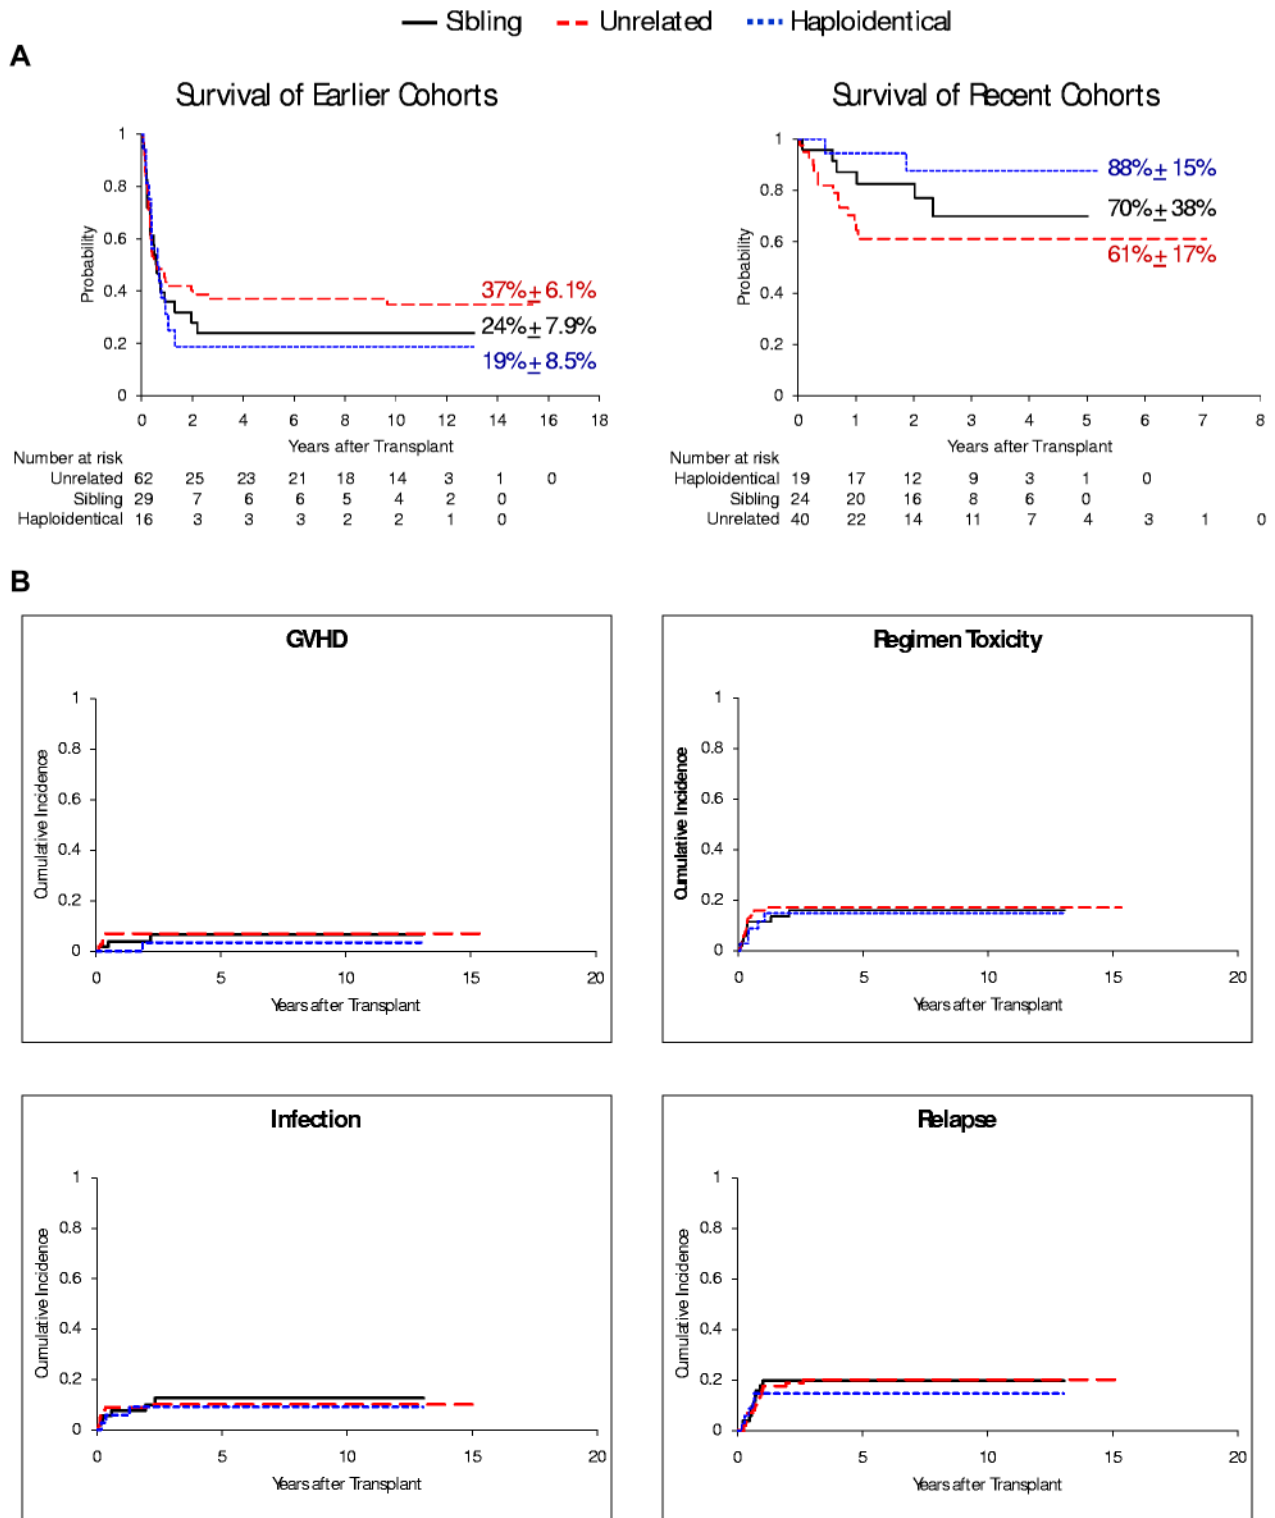 Sibling Unrelated Haploidentical
A
Survival of Earlier Cohorts
1
0.8
0.6
0.4
0.2
0
Probability
37%± 6.1%
24%± 7.9%
19%± 8.5%
0 2 4 6 8 10 12 14 16 18
Years after Transplant
Number at risk
Unrelated 62 25 23 21 18 14 3 1 0
Sibling 29 7 6 6 5 4 2 0
Haploidentical 16 3 3 3 2 2 1 0
Survival of Recent Cohorts
1
0.8
0.6
0.4
0.2
0
Probability
88%± 15%
70%± 38%
61%± 17%
0 1 2 3 4 5 6 7 8
Years after Transplant
Number at risk
Haploidentical 19 17 12 9 3 1 0
Sibling 24 20 16 8 6 0
Unrelated 40 22 14 11 7 4 3 1 0
B
GVHD
1
0.8
0.6
0.4
0.2
0
Cumulative Incidence
0 5 10 15 20
Years after Transplant
Regimen Toxicity
1
0.8
0.6
0.4
0.2
0
Cumulative Incidence
0 5 10 15 20
Years after Transplant
Infection
1
0.8
0.6
0.4
0.2
0
Cumulative Incidence
0 5 10 15 20
Years after Transplant
Relapse
1
0.8
0.6
0.4
0.2
0
Cumulative Incidence
0 5 10 15 20
Years after Transplant